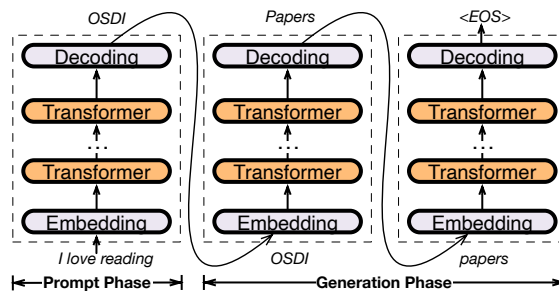 OSDI Papers <EOS>
Decoding Decoding Decoding
Transformer Transformer Transformer
... ... ...
Transformer Transformer Transformer
Embedding Embedding Embedding
I love reading OSDI papers
Prompt Phase Generation Phase